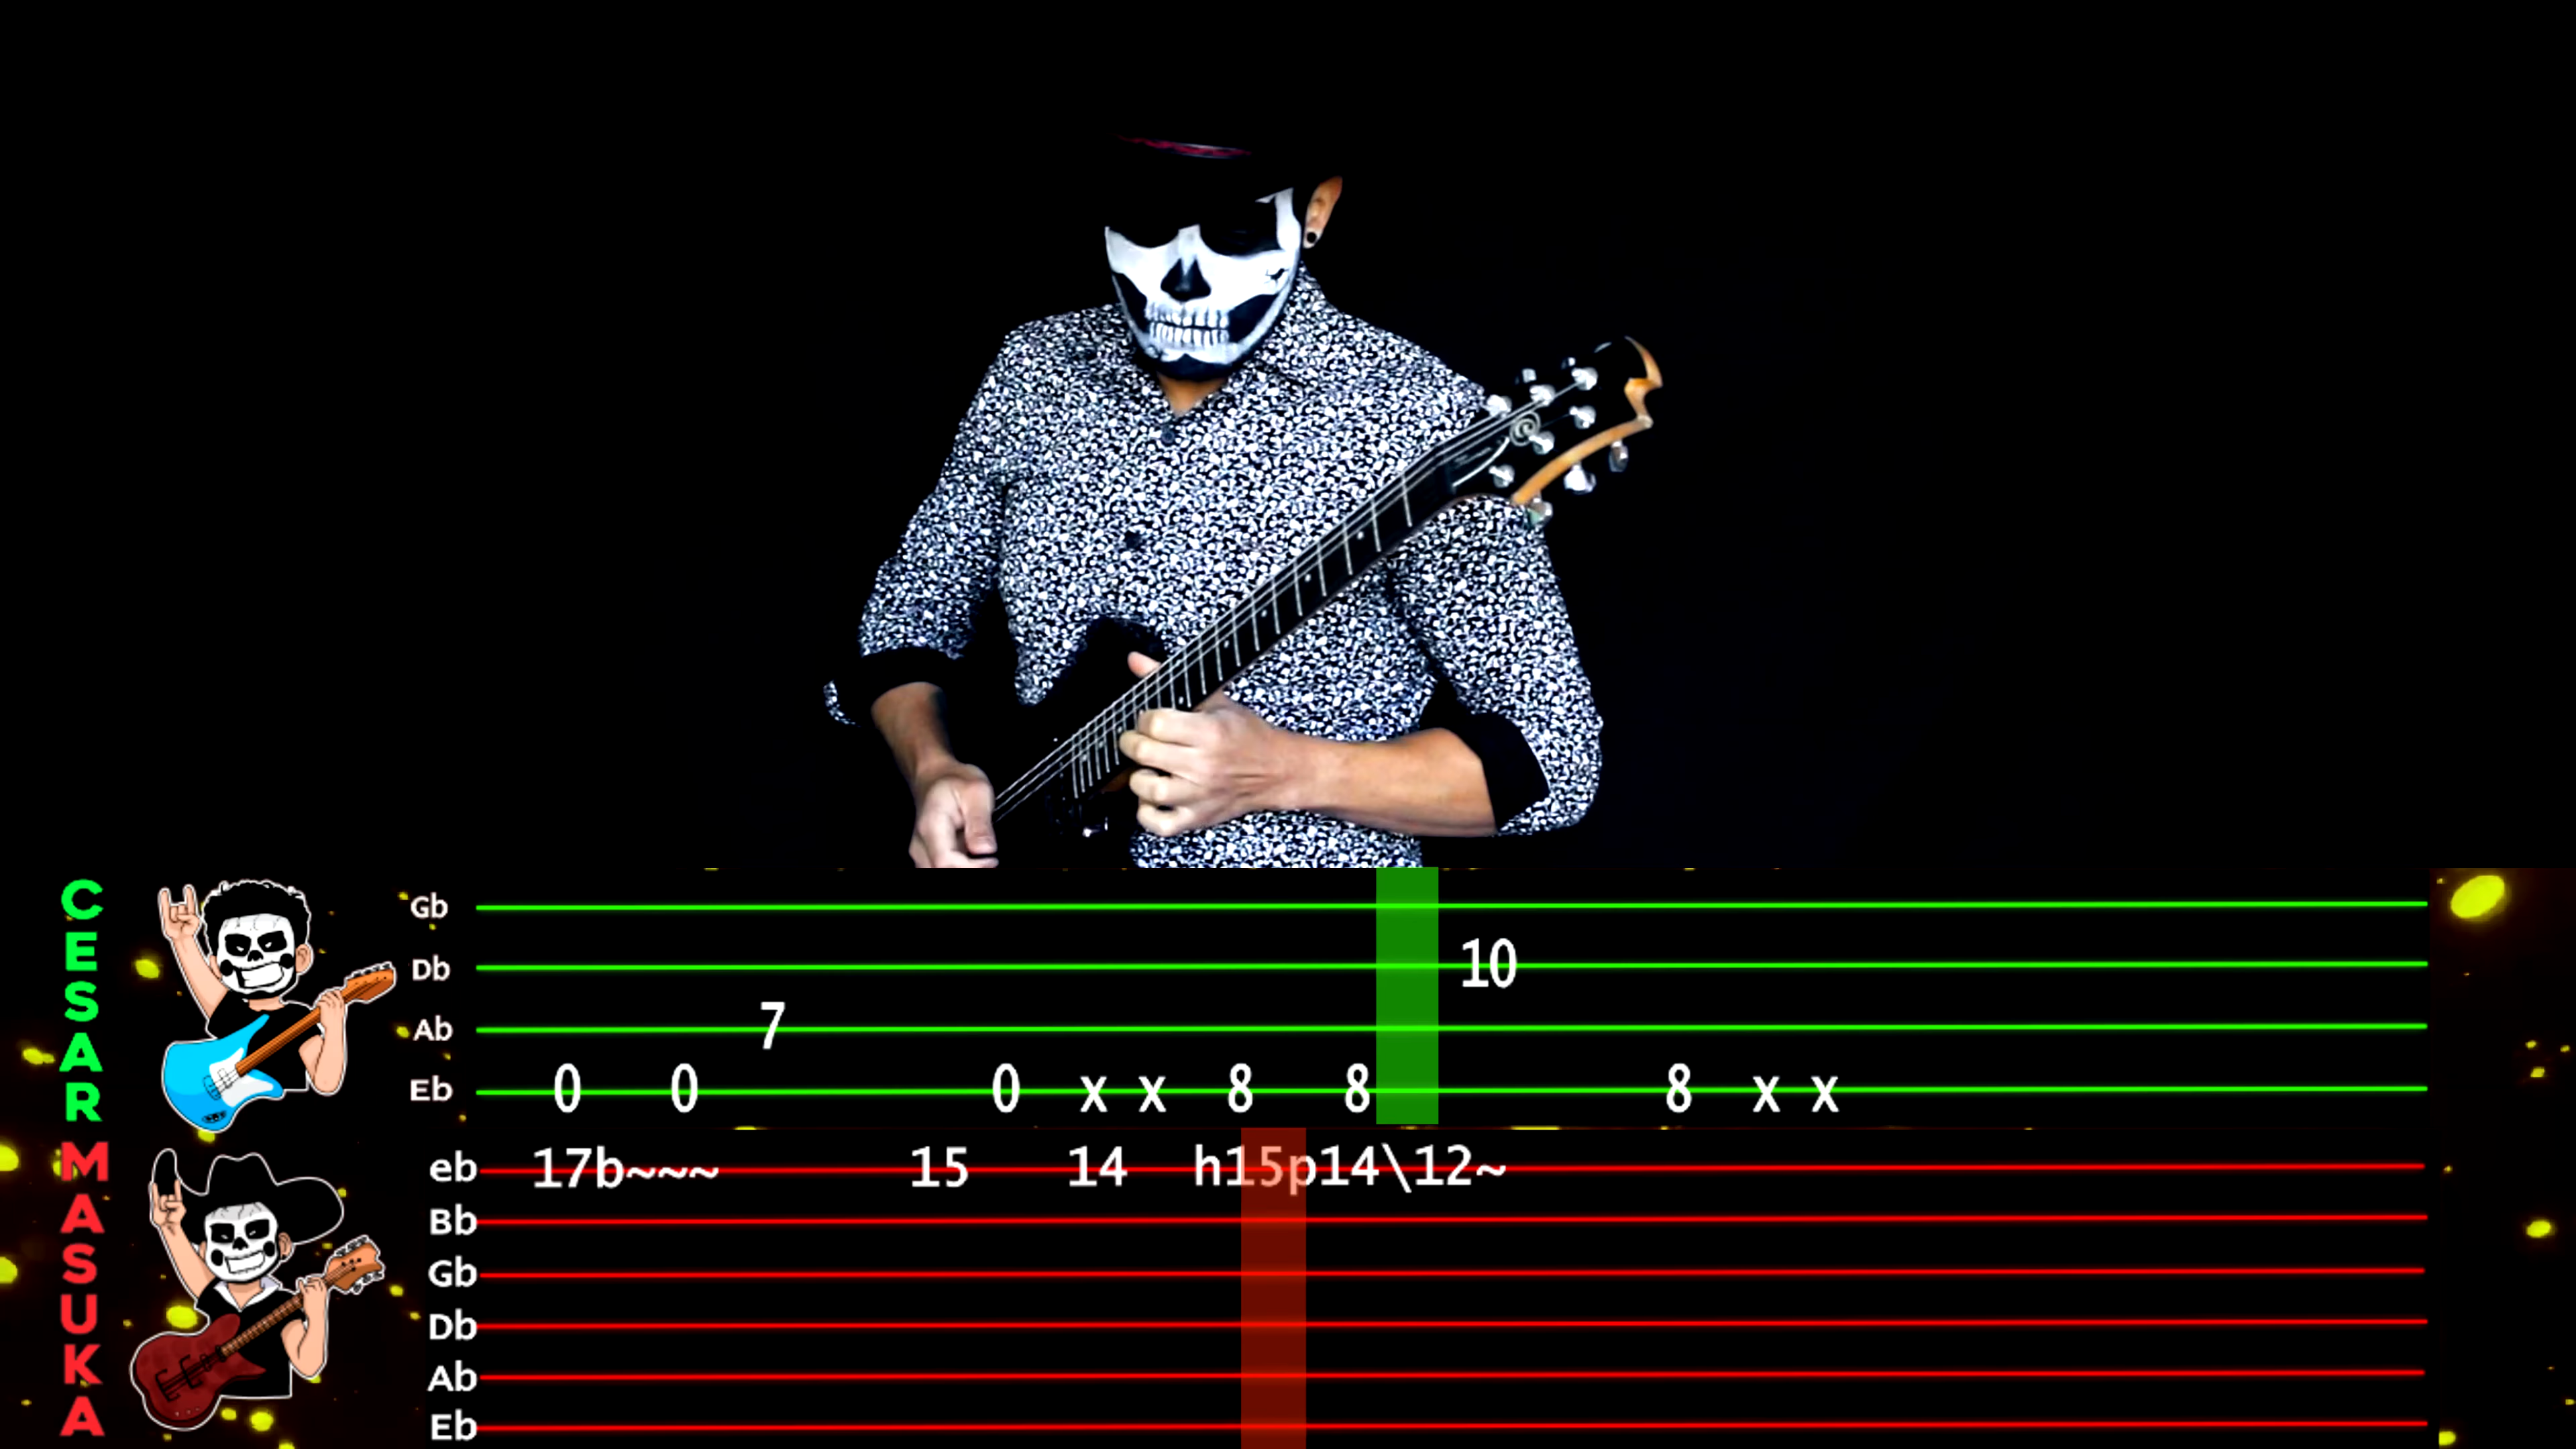 CESAR
Gb
Db 10
Ab 7
Eb 0 0 0 x x 8 8 8 x x
MASUKA
eb 17b~~~ 15 14 h15p14\12~
Bb
Gb
Db
Ab
Eb